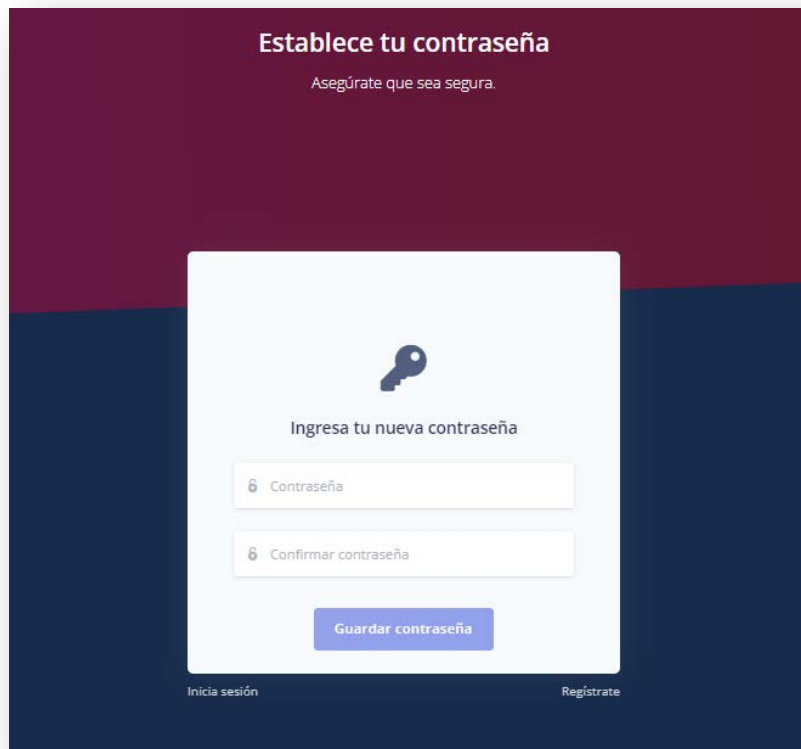 Establece tu contraseña
Asegúrate que sea segura.
Ingresa tu nueva contraseña
Contraseña
Confirmar contraseña
Guardar contraseña
Inicia sesión
Regístrate